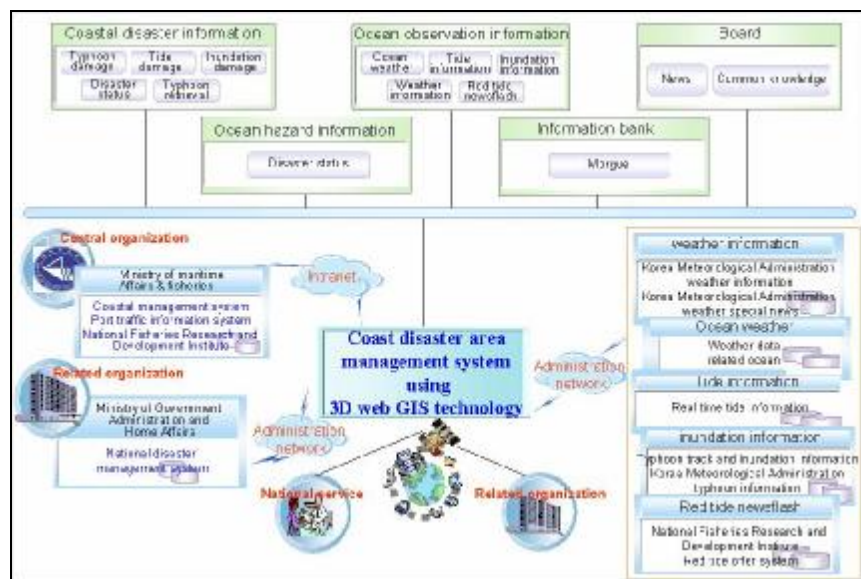 Coastal disaster information
Typhoon damage
Tide damage
Inundation damage
Disaster status
Typhoon retrieval
Ocean observation information
Ocean weather
Tide information
Inundation information
Weather information
Red tide newsflash
Board
News
Common knowledge
Ocean hazard information
Disaster status
Information bank
Morgue
Central organization
Ministry of maritime
Affairs & fisheries
Coastal management system
Port traffic information system
National Fisheries Research and
Development Institute
Intranet
Related organization
Ministry of Government
Administration and
Home Affairs
National disaster
management system
Administration
network
Coast disaster area
management system
using
3D web GIS technology
Administration
network
National service
Related organization
weather information
Korea Meteorological Administration
weather information
Korea Meteorological Administration
weather special news
Ocean weather
Weather data
related ocean
Tide information
Real time tide information
inundation information
Typhoon track and Inundation information
Korea Meteorological Administration
typhoon information
Red tide newsflash
National Fisheries Research and
Development Institute
Red tide offer system